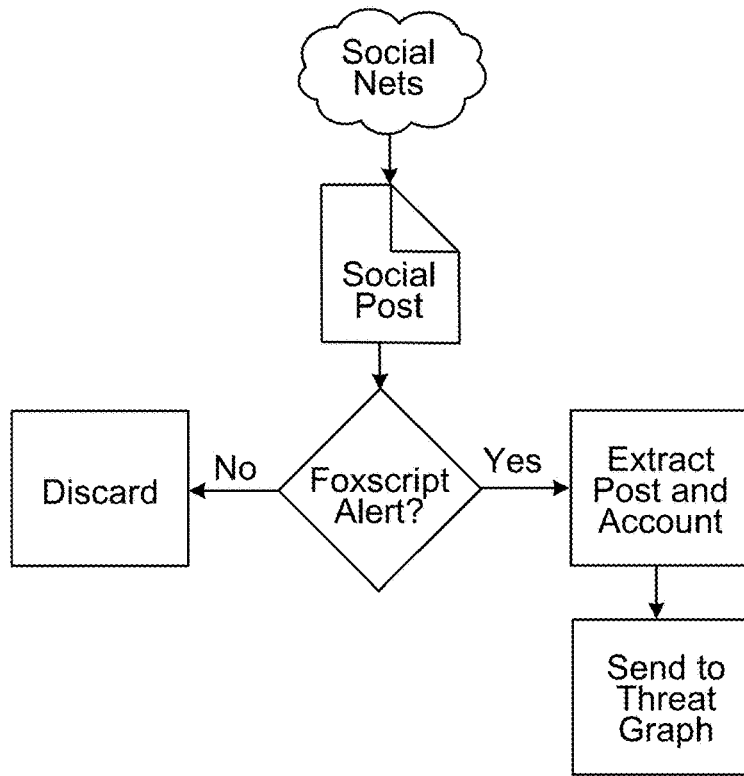 Social
Nets
Social
Post
Foxscript
Alert?
No
Discard
Yes
Extract
Post and
Account
Send to
Threat
Graph